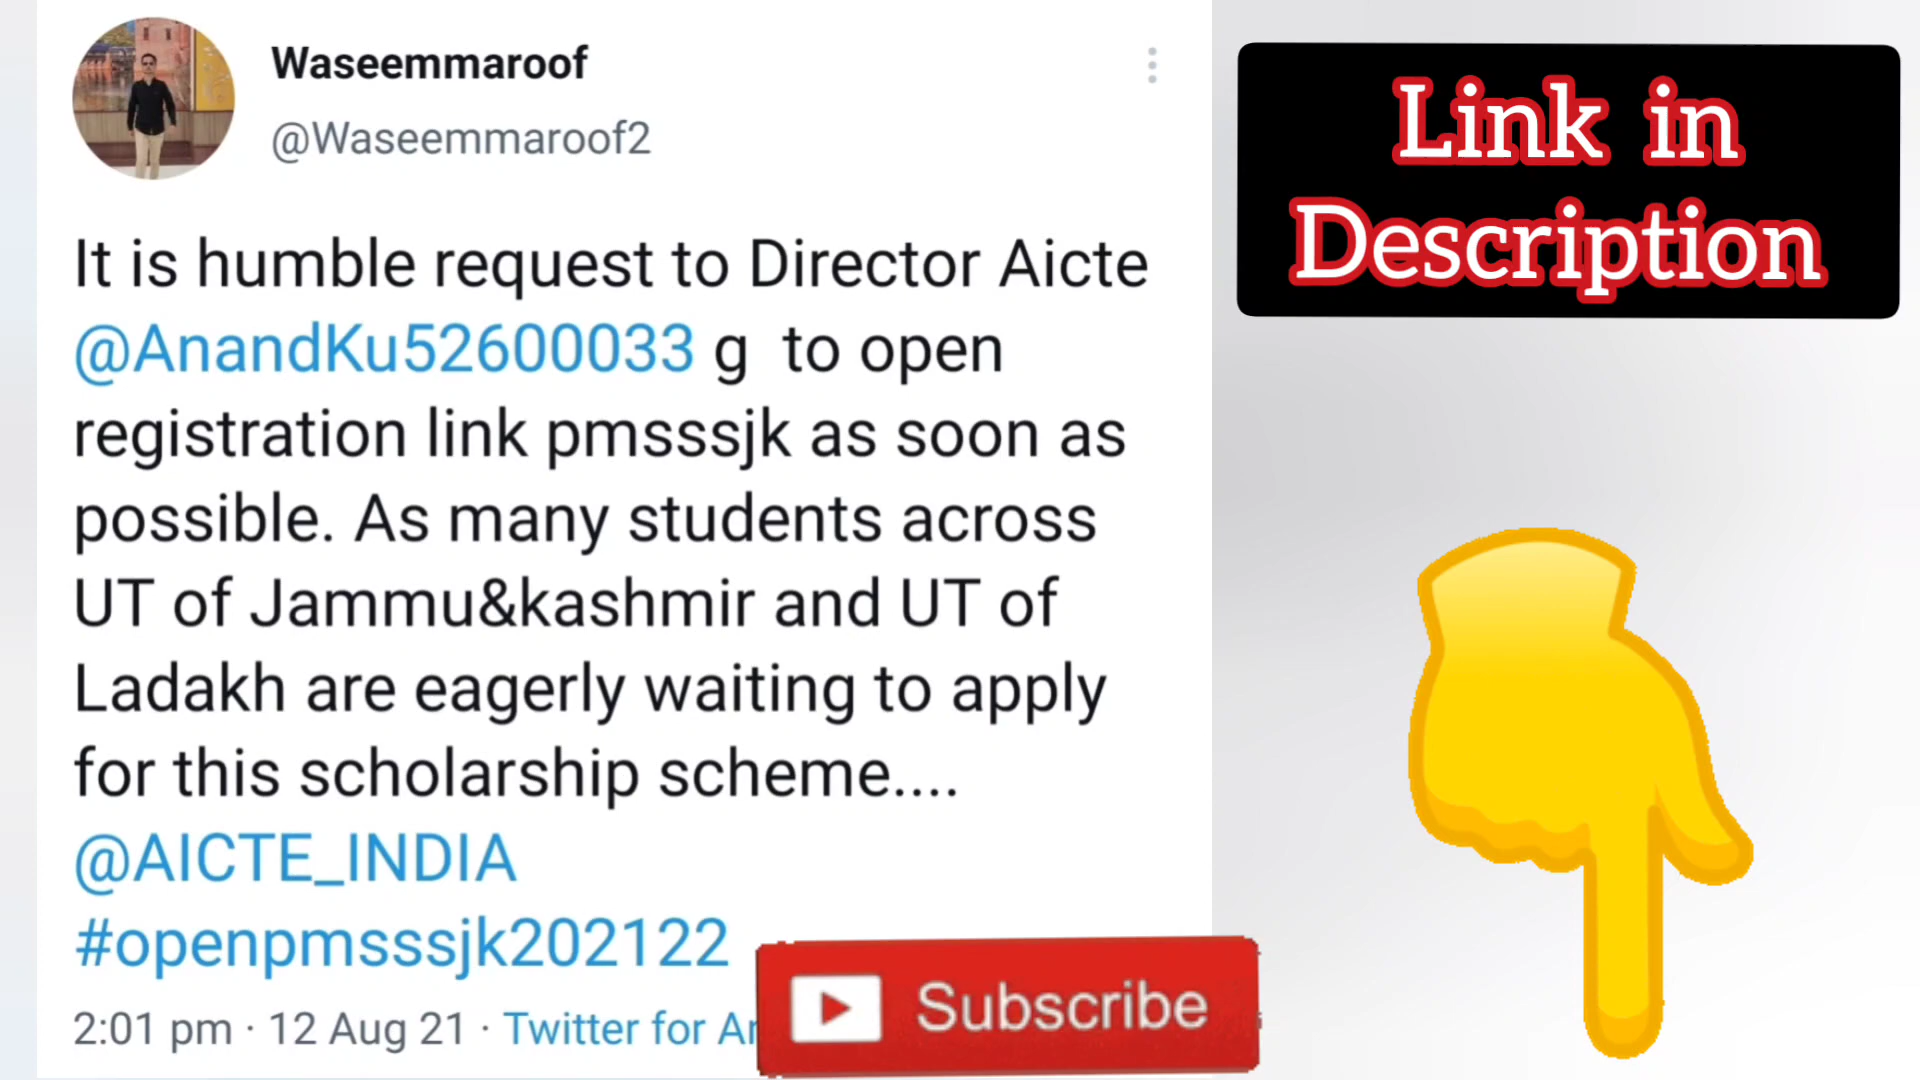 Waseemmaroof
@Waseemmaroof2
It is humble request to Director Aicte
@AnandKu52600033 g to open
registration link pmsssjk as soon as
possible. As many students across
UT of Jammu&kashmir and UT of
Ladakh are eagerly waiting to apply
for this scholarship scheme....
@AICTE_INDIA
#openpmsssjk202122
2:01 pm · 12 Aug 21 · Twitter for
Link in
Description
Subscribe